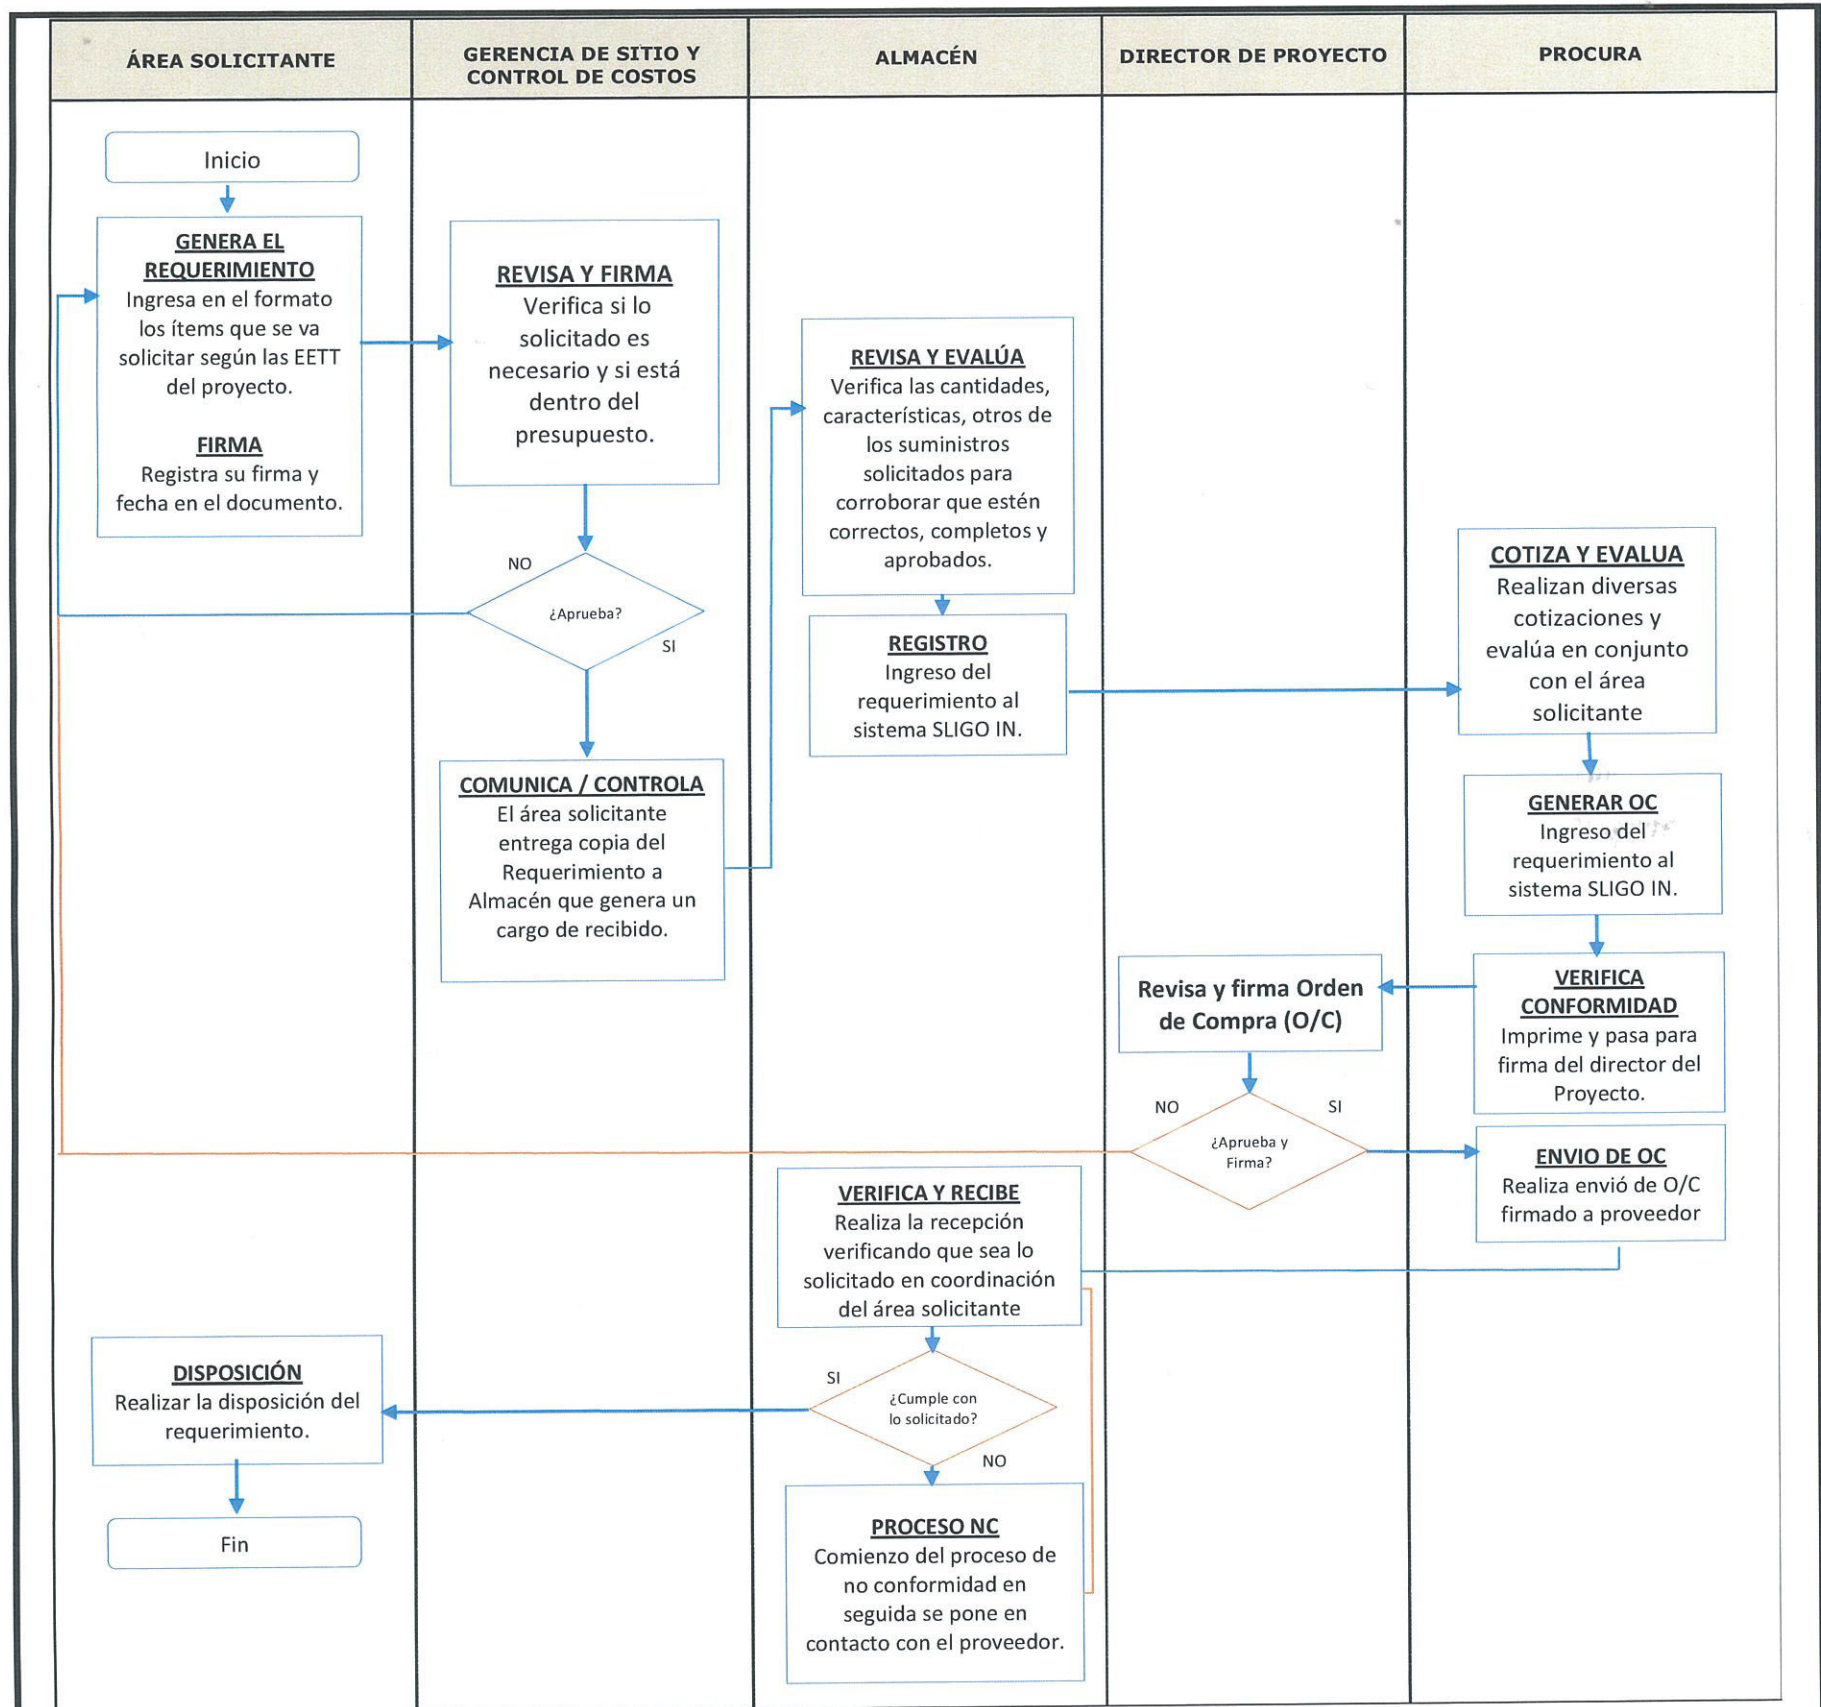 ÁREA SOLICITANTE
GERENCIA DE SITIO Y
CONTROL DE COSTOS
ALMACÉN
DIRECTOR DE PROYECTO
PROCURA
Inicio
GENERA EL
REQUERIMIENTO
Ingresa en el formato
los ítems que se va
solicitar según las EETT
del proyecto.
FIRMA
Registra su firma y
fecha en el documento.
REVISA Y FIRMA
Verifica si lo
solicitado es
necesario y si está
dentro del
presupuesto.
NO
¿Aprueba?
SI
COMUNICA / CONTROLA
El área solicitante
entrega copia del
Requerimiento a
Almacén que genera un
cargo de recibido.
REVISA Y EVALÚA
Verifica las cantidades,
características, otros de
los suministros
solicitados para
corroborar que estén
correctos, completos y
aprobados.
REGISTRO
Ingreso del
requerimiento al
sistema SLIGO IN.
COTIZA Y EVALUA
Realizan diversas
cotizaciones y
evalúa en conjunto
con el área
solicitante
GENERAR OC
Ingreso del
requerimiento al
sistema SLIGO IN.
VERIFICA
CONFORMIDAD
Imprime y pasa para
firma del director del
Proyecto.
Revisa y firma Orden
de Compra (O/C)
NO
SI
¿Aprueba y
Firma?
ENVIO DE OC
Realiza envió de O/C
firmado a proveedor
VERIFICA Y RECIBE
Realiza la recepción
verificando que sea lo
solicitado en coordinación
del área solicitante
SI
¿Cumple con
lo solicitado?
NO
DISPOSICIÓN
Realizar la disposición del
requerimiento.
Fin
PROCESO NC
Comienzo del proceso de
no conformidad en
seguida se pone en
contacto con el proveedor.